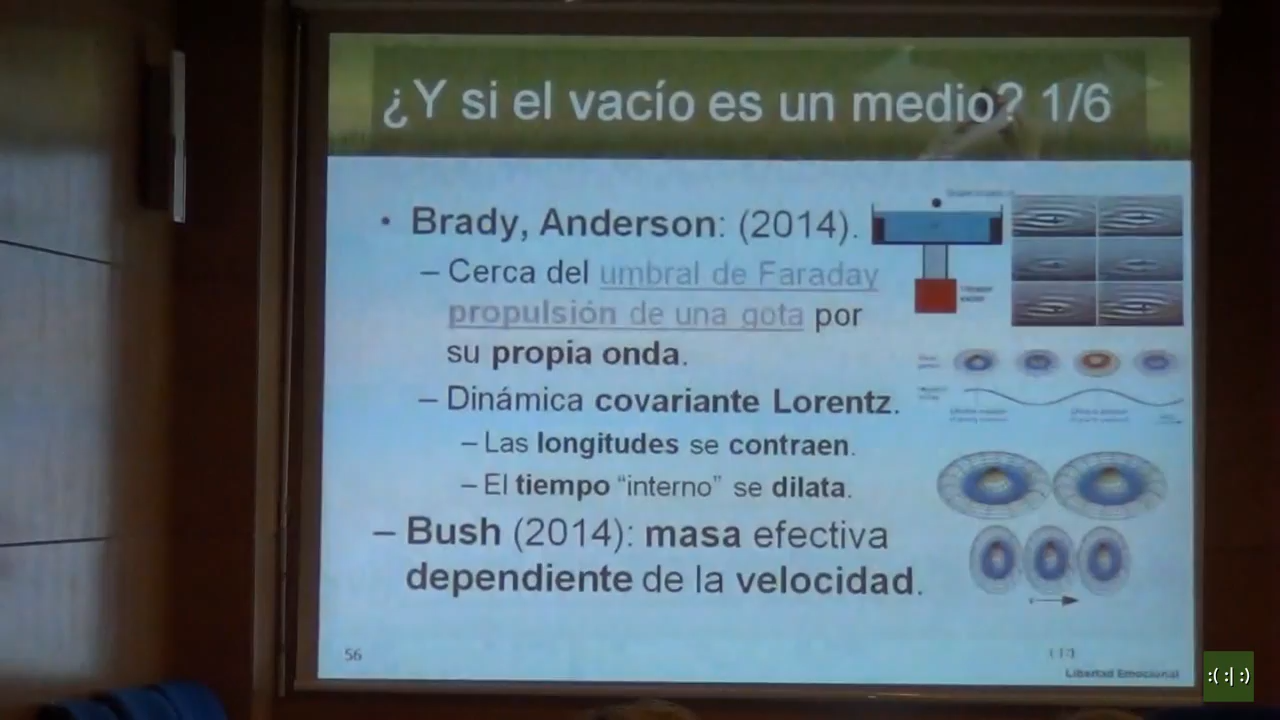 ¿Y si el vacío es un medio? 1/6
• Brady, Anderson: (2014).
– Cerca del umbral de Faraday
propulsión de una gota por
su propia onda.
– Dinámica covariante Lorentz.
– Las longitudes se contraen.
– El tiempo “interno” se dilata.
– Bush (2014): masa efectiva
dependiente de la velocidad.
56
Libertad Emocional
:( :| :)